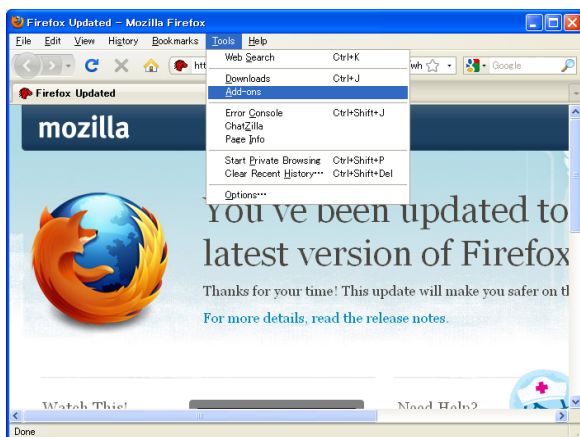 Firefox Updated - Mozilla Firefox
File Edit View History Bookmarks Tools Help
Web Search Ctrl+K
Downloads Ctrl+J
Add-ons
Error Console Ctrl+Shift+J
ChatZilla
Page Info
Start Private Browsing Ctrl+Shift+P
Clear Recent History... Ctrl+Shift+Del
Options...
Google
Firefox Updated
mozilla
You've been updated to
latest version of Firefox
Thanks for your time! This update will make you safer on
For more details, read the release notes.
Watch This!
Need Help?
Done